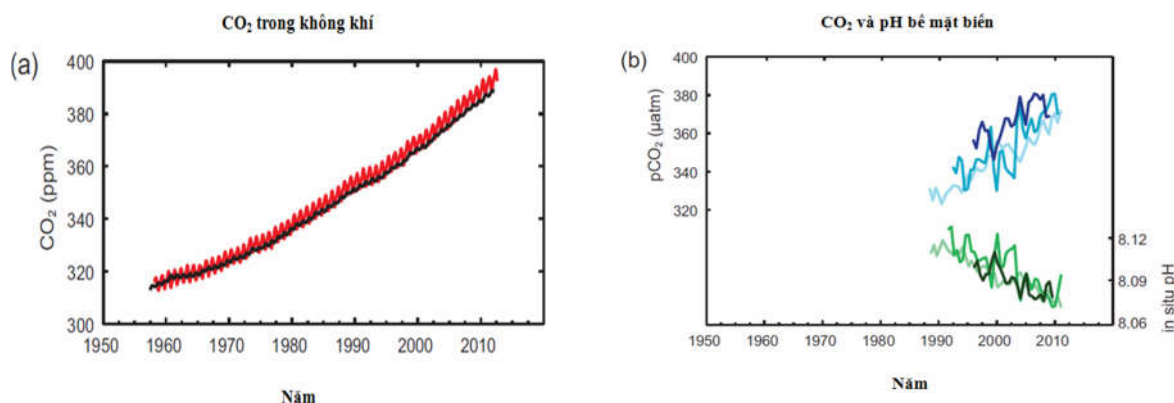 CO₂ trong không khí
(a)
CO₂ (ppm)
400
380
360
340
320
300
1950 1960 1970 1980 1990 2000 2010
Năm
CO₂ và pH bề mặt biến
(b)
pCO₂ (µatm)
400
380
360
340
320
8.12
8.09
8.06
in situ pH
1950 1960 1970 1980 1990 2000 2010
Năm